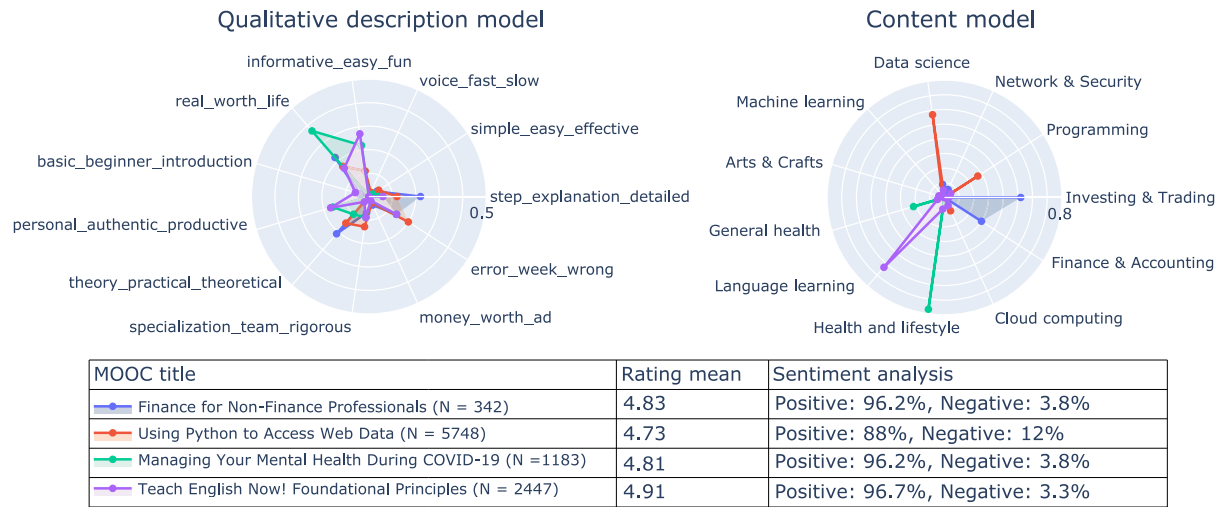 Qualitative description model
Content model
informative_easy_fun
voice_fast_slow
real_worth_life
simple_easy_effective
basic_beginner_introduction
step_explanation_detailed
0.5
personal_authentic_productive
error_week_wrong
theory_practical_theoretical
money_worth_ad
specialization_team_rigorous
Data science
Network & Security
Machine learning
Programming
Arts & Crafts
Investing & Trading
0.8
General health
Finance & Accounting
Language learning
Cloud computing
Health and lifestyle
MOOC title Rating mean Sentiment analysis
Finance for Non-Finance Professionals (N = 342) 4.83 Positive: 96.2%, Negative: 3.8%
Using Python to Access Web Data (N = 5748) 4.73 Positive: 88%, Negative: 12%
Managing Your Mental Health During COVID-19 (N =1183) 4.81 Positive: 96.2%, Negative: 3.8%
Teach English Now! Foundational Principles (N = 2447) 4.91 Positive: 96.7%, Negative: 3.3%